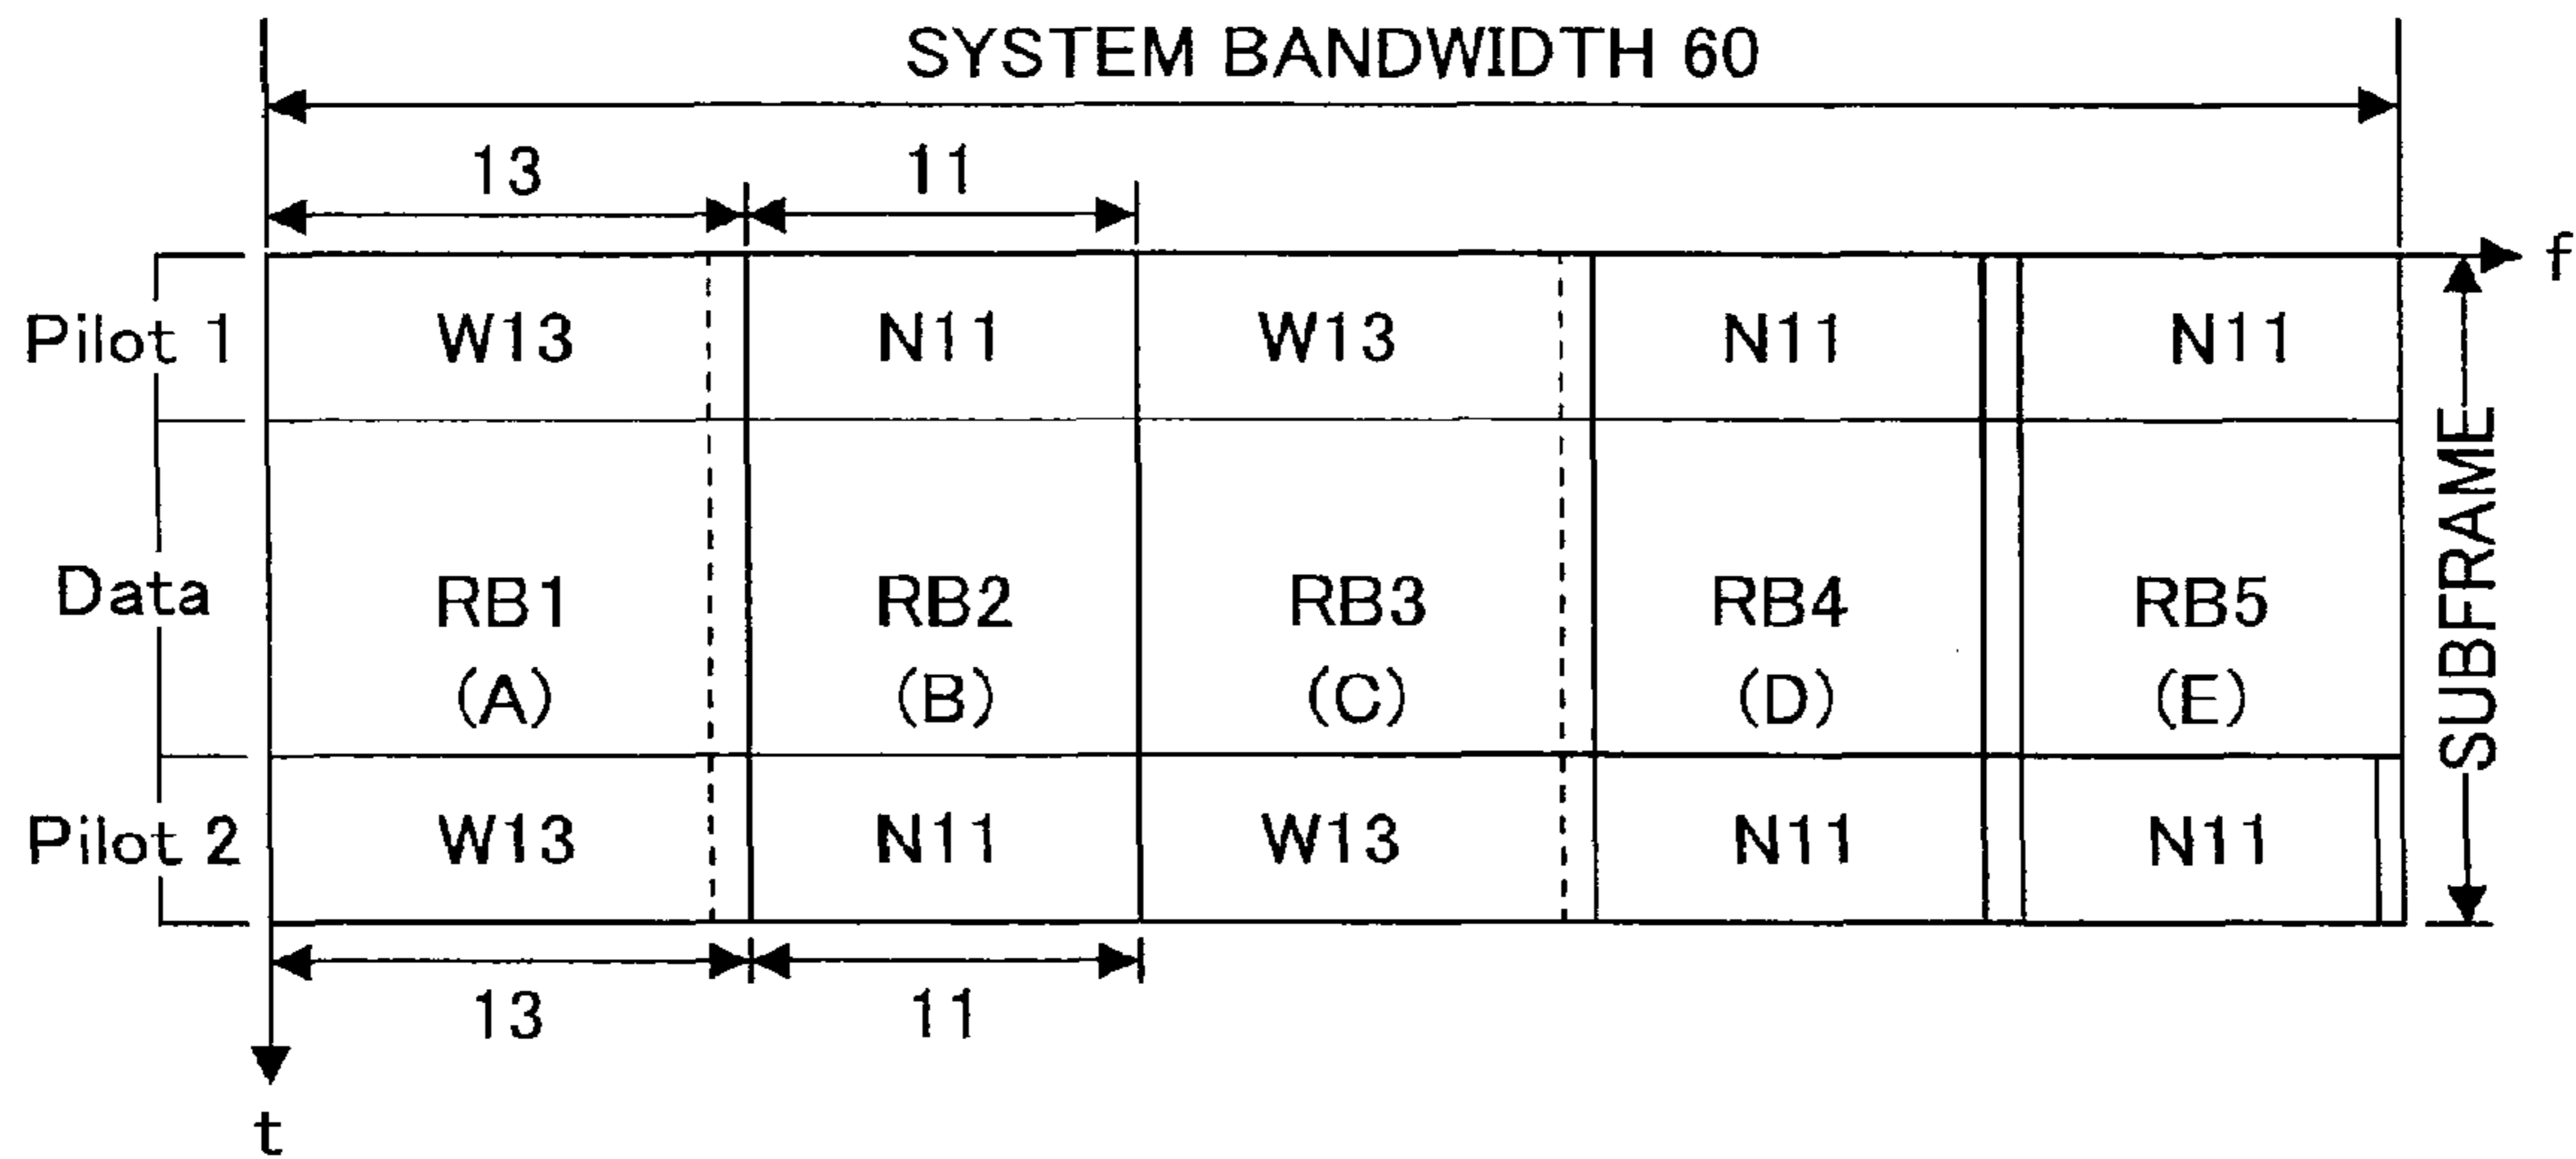 SYSTEM BANDWIDTH 60
13 11
f
Pilot 1 W13 N11 W13 N11 N11
Data RB1 RB2 RB3 RB4 RB5
(A) (B) (C) (D) (E)
SUBFRAME
Pilot 2 W13 N11 W13 N11 N11
13 11
t